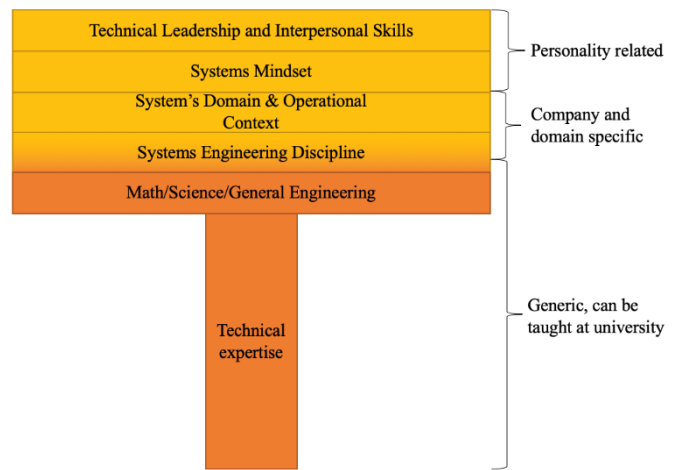 Technical Leadership and Interpersonal Skills
Systems Mindset
System's Domain & Operational
Context
Systems Engineering Discipline
Math/Science/General Engineering
Technical
expertise
Personality related
Company and
domain specific
Generic, can be
taught at university